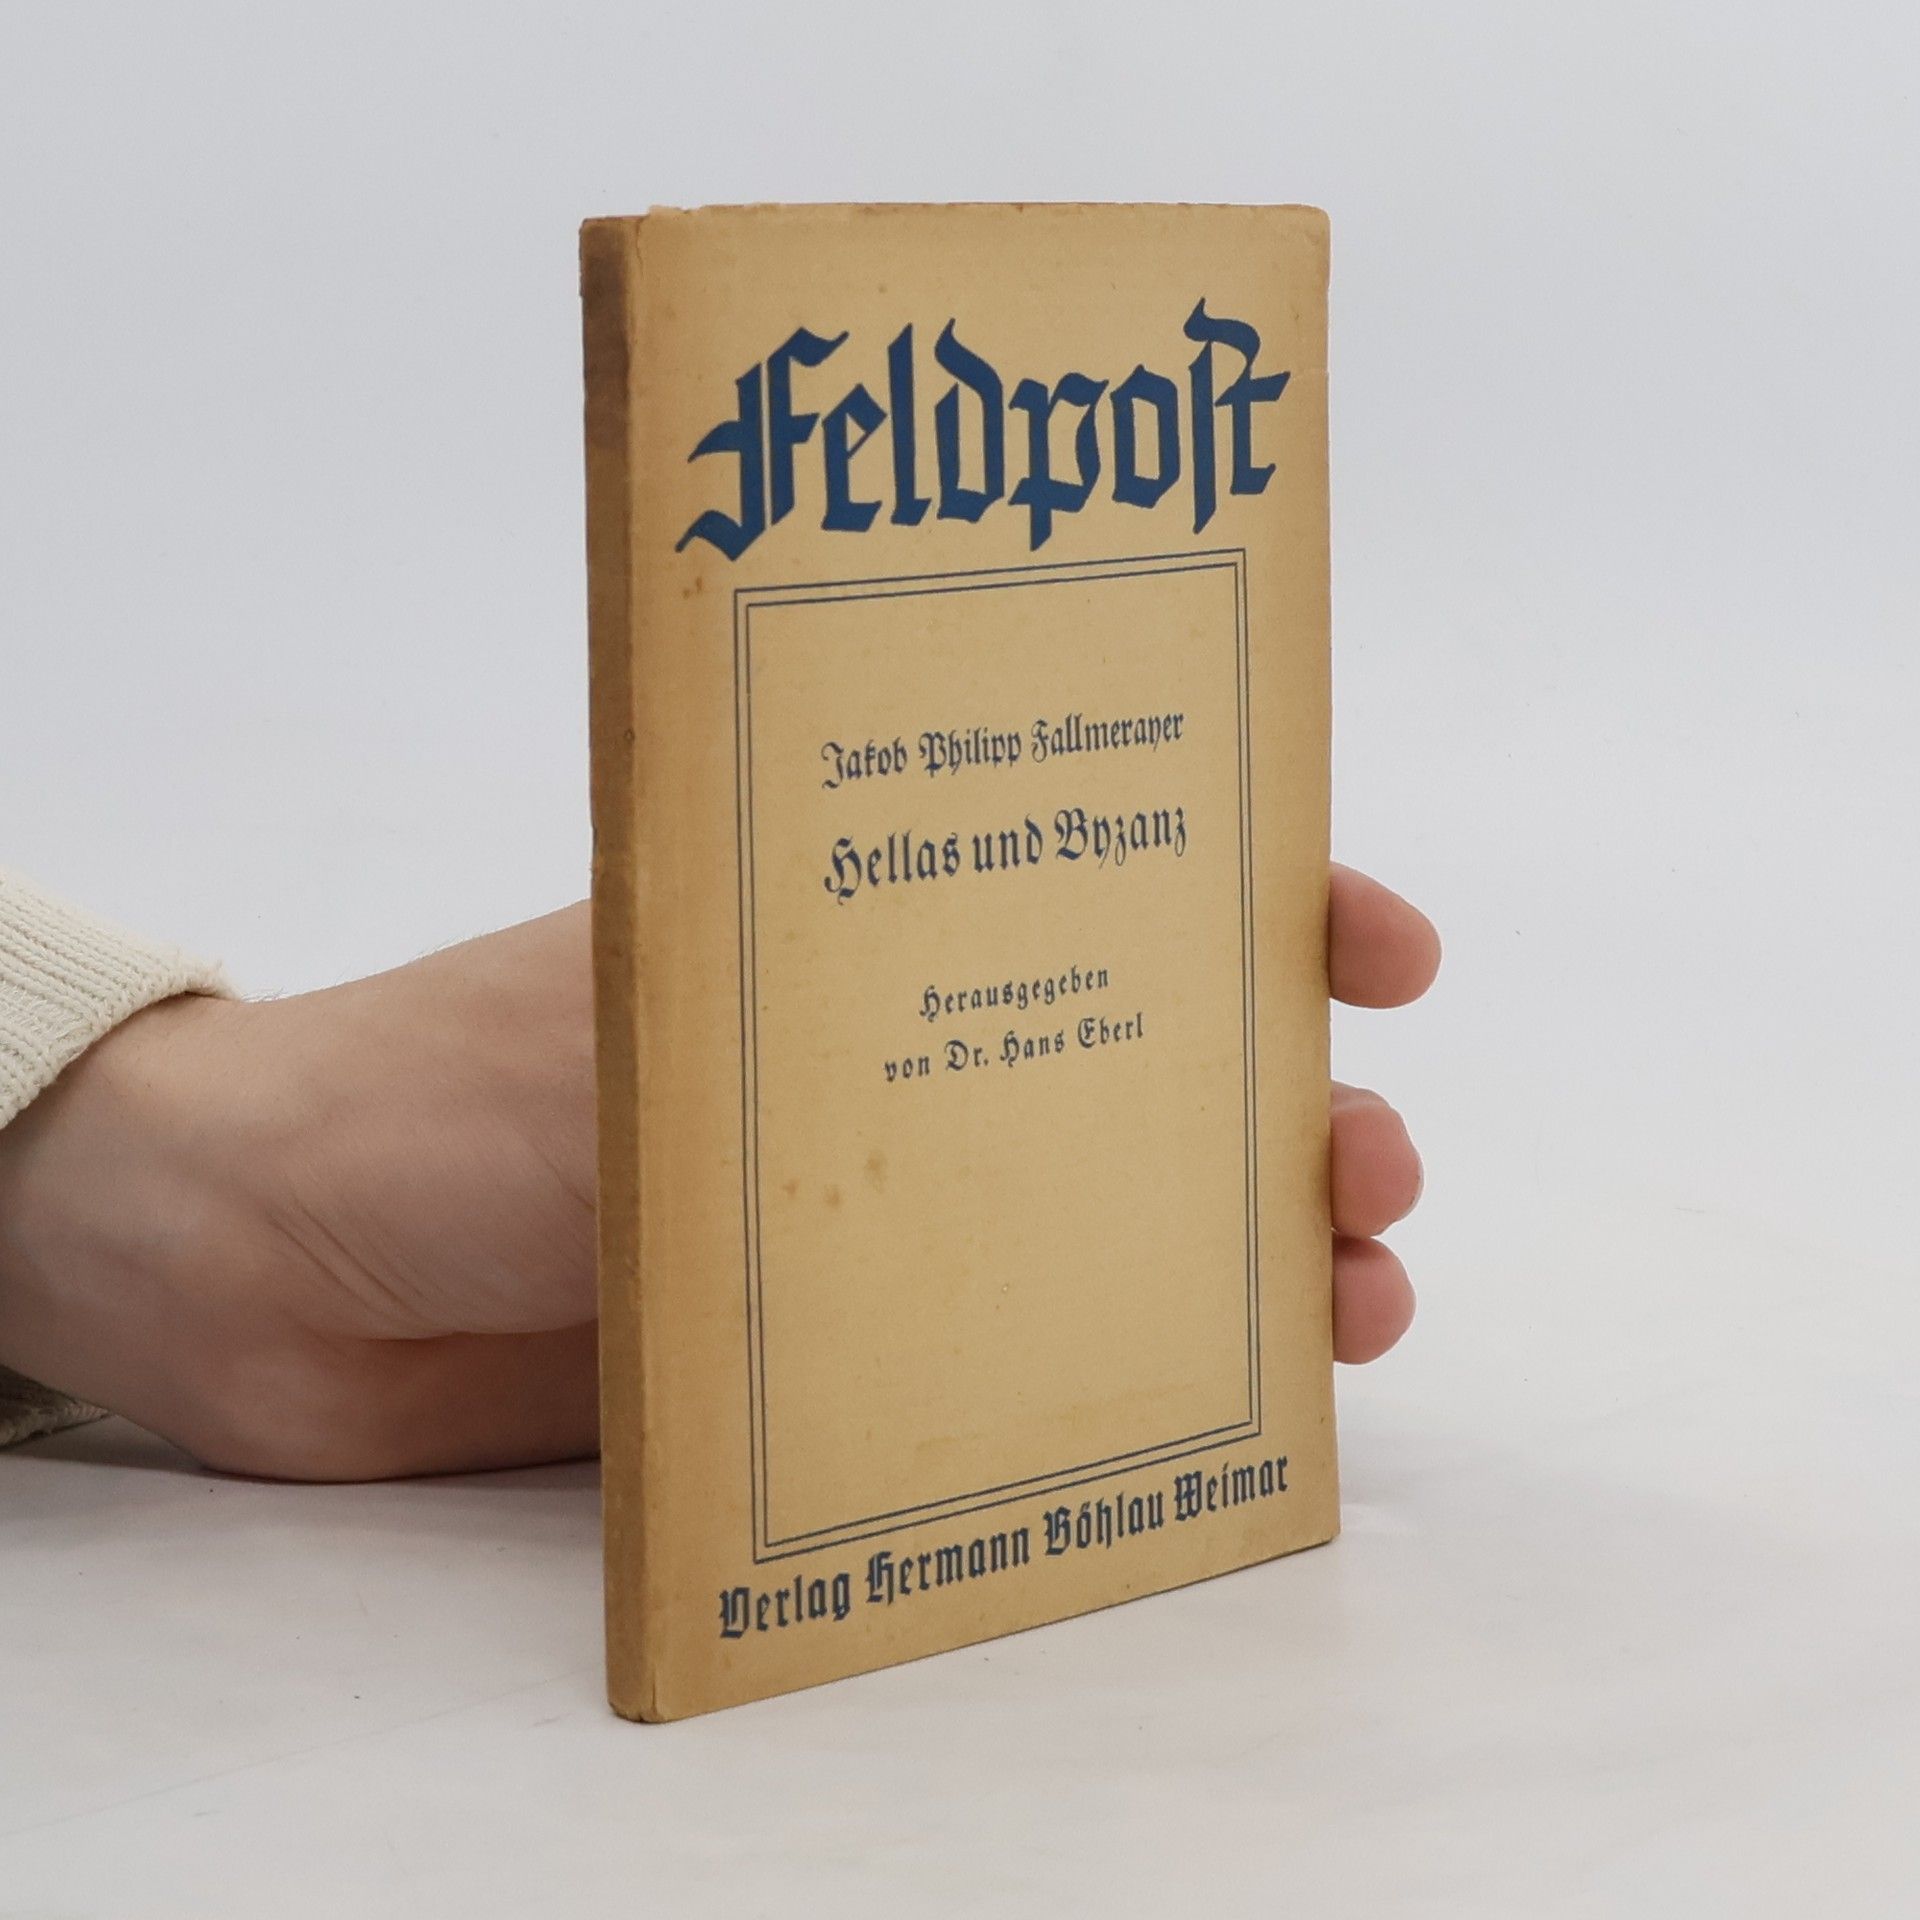 Feldpost
Jakob Philipp Fallmerayer
Hellas und Byzanz
Herausgegeben
von Dr. Hans Eberl
Verlag Hermann Böhlau Weimar